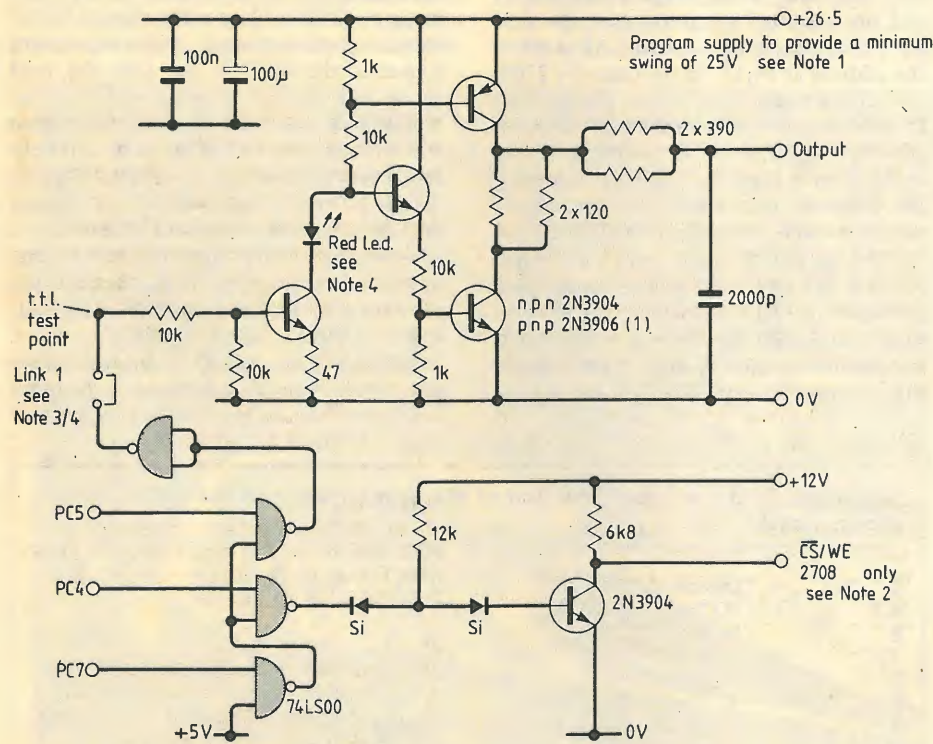 +26·5
Program supply to provide a minimum
swing of 25V see Note 1
100n
100µ
1k
10k
2 x 390
Output
2 x 120
Red l.e.d.
see
Note 4
10k
npn 2N3904
pnp 2N3906 (1)
2000p
t.t.l.
test
point
10k
10k
47
1k
Link 1
see
Note 3/4
0V
+12V
PC5
12k
6k8
CS/WE
2708 only
see Note 2
PC4
Si
Si
2N3904
PC7
74LS00
+5V
0V